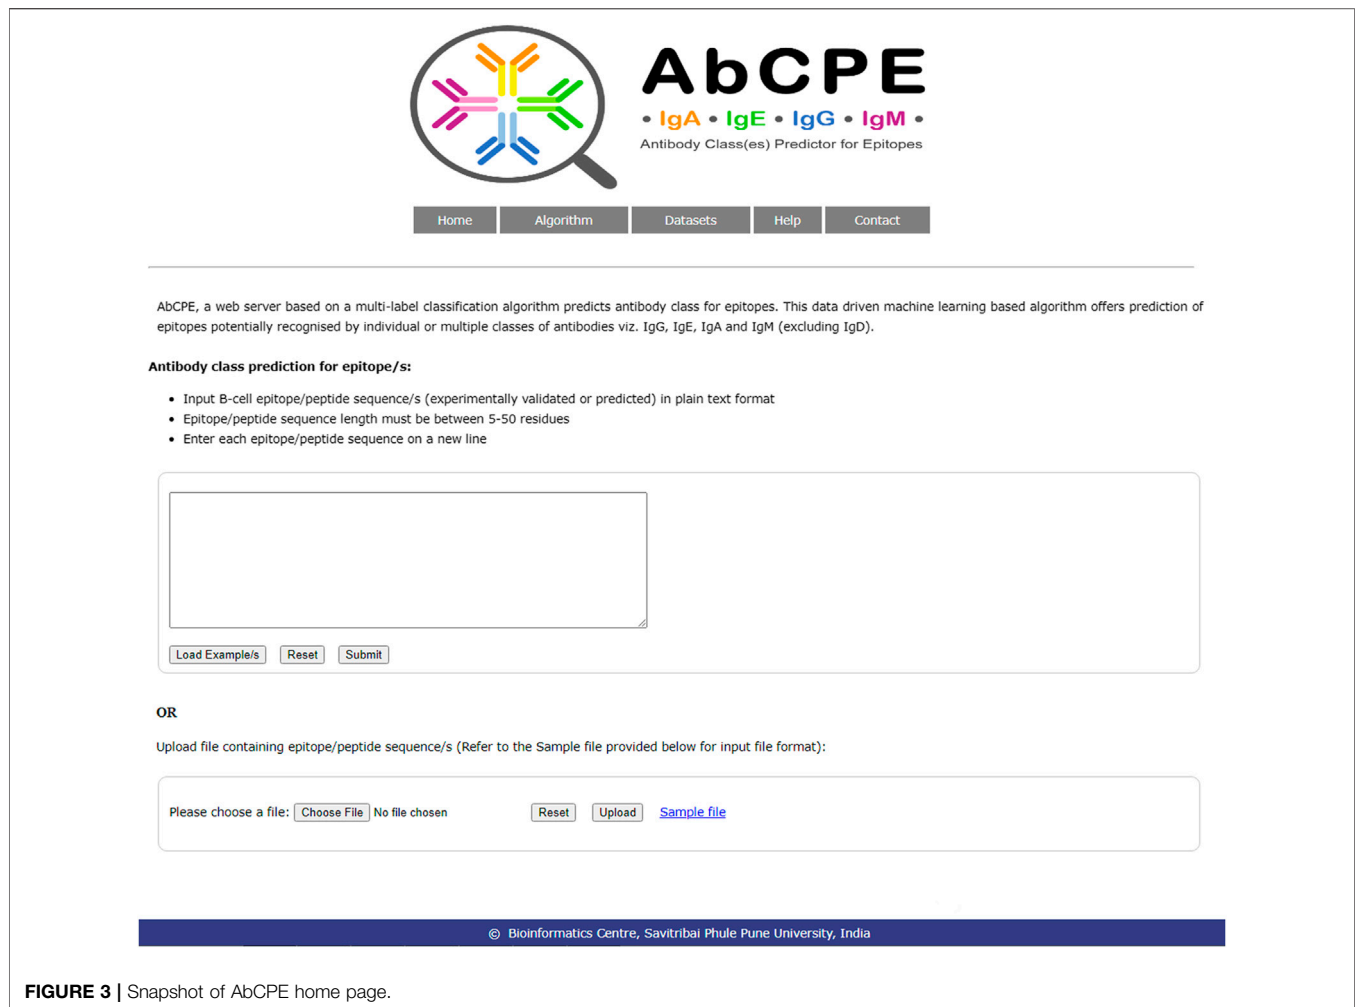 AbCPE
• IgA • IgE • IgG • IgM •
Antibody Class(es) Predictor for Epitopes
Home Algorithm Datasets Help Contact
AbCPE, a web server based on a multi-label classification algorithm predicts antibody class for epitopes. This data driven machine learning based algorithm offers prediction of
epitopes potentially recognised by individual or multiple classes of antibodies viz. IgG, IgE, IgA and IgM (excluding IgD).
Antibody class prediction for epitope/s:
• Input B-cell epitope/peptide sequence/s (experimentally validated or predicted) in plain text format
• Epitope/peptide sequence length must be between 5-50 residues
• Enter each epitope/peptide sequence on a new line
Load Example/s Reset Submit
OR
Upload file containing epitope/peptide sequence/s (Refer to the Sample file provided below for input file format):
Please choose a file: Choose File No file chosen Reset Upload Sample file
© Bioinformatics Centre, Savitribai Phule Pune University, India
FIGURE 3 | Snapshot of AbCPE home page.